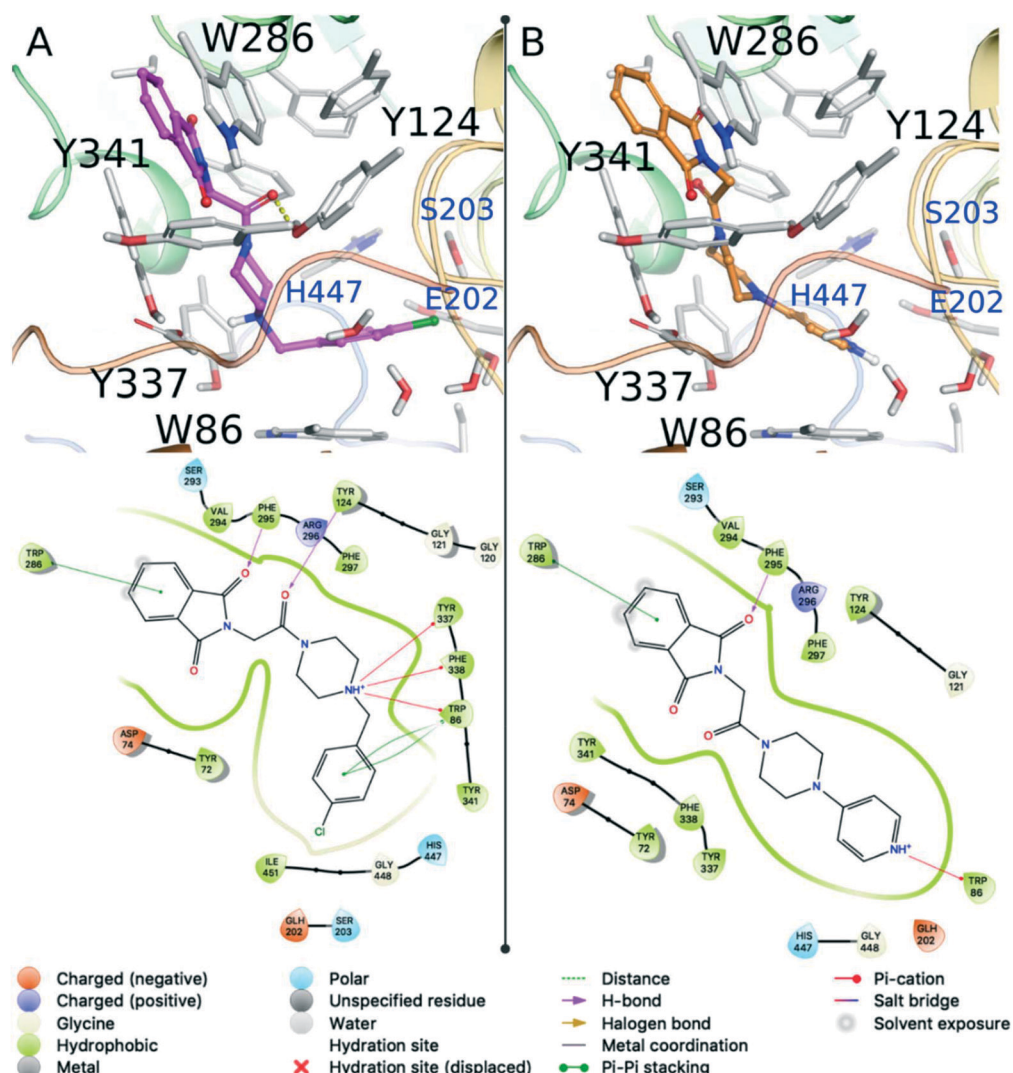 A
W286
Y124
Y341
S203
H447
E202
Y337
W86
B
W286
Y124
Y341
S203
H447
E202
Y337
W86
SER
293
VAL
294
PHE
295
ARG
296
PHE
297
TYR
124
GLY
121
GLY
120
TRP
286
O
O
N
O
N
NH+
Cl
TYR
337
PHE
338
TRP
86
TYR
341
ASP
74
TYR
72
ILE
451
GLY
448
HIS
447
GLH
202
SER
203
SER
293
VAL
294
PHE
295
ARG
296
PHE
297
TYR
124
GLY
121
TRP
286
O
N
O
O
N
N
NH+
TYR
341
PHE
338
TYR
337
ASP
74
TYR
72
TRP
86
HIS
447
GLY
448
GLH
202
Charged (negative)
Charged (positive)
Glycine
Hydrophobic
Metal
Polar
Unspecified residue
Water
Hydration site
Hydration site (displaced)
Distance
H-bond
Halogen bond
Metal coordination
Pi-Pi stacking
Pi-cation
Salt bridge
Solvent exposure